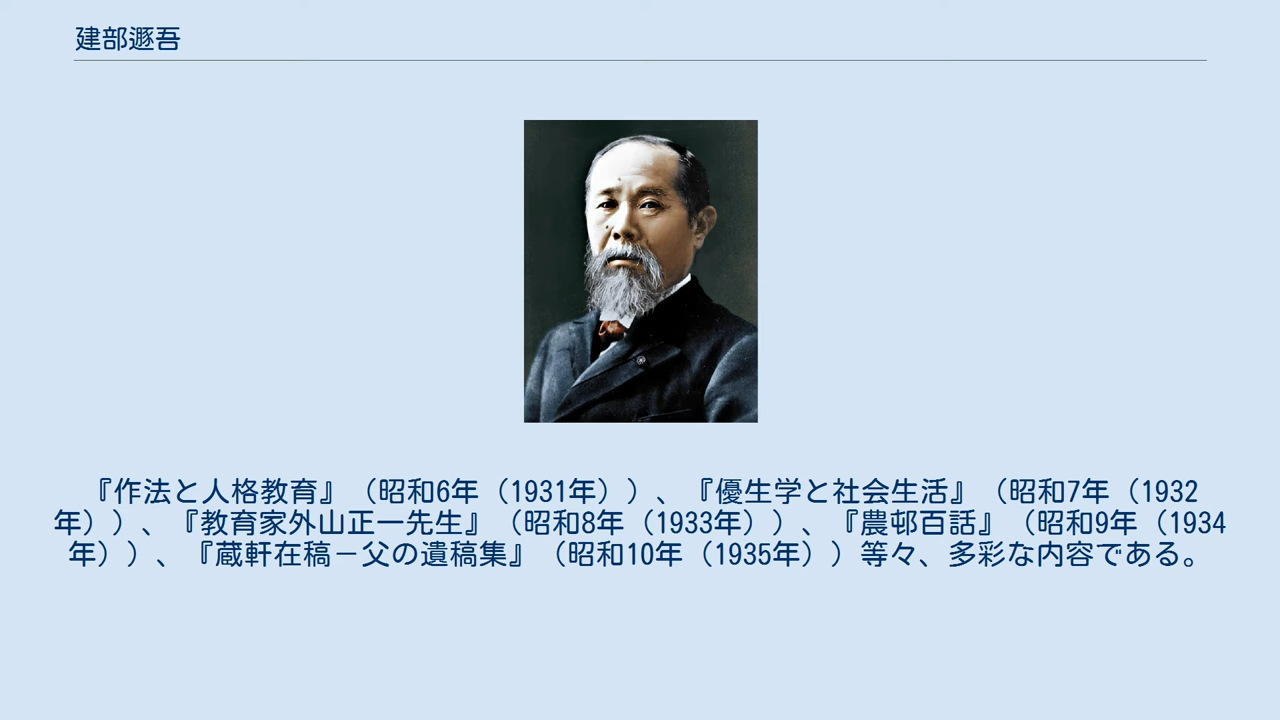 建部遯吾
『作法と人格教育』（昭和6年（1931年））、『優生学と社会生活』（昭和7年（1932
年））、『教育家外山正一先生』（昭和8年（1933年））、『農邨百話』（昭和9年（1934
年））、『蔵軒在稿－父の遺稿集』（昭和10年（1935年））等々、多彩な内容である。